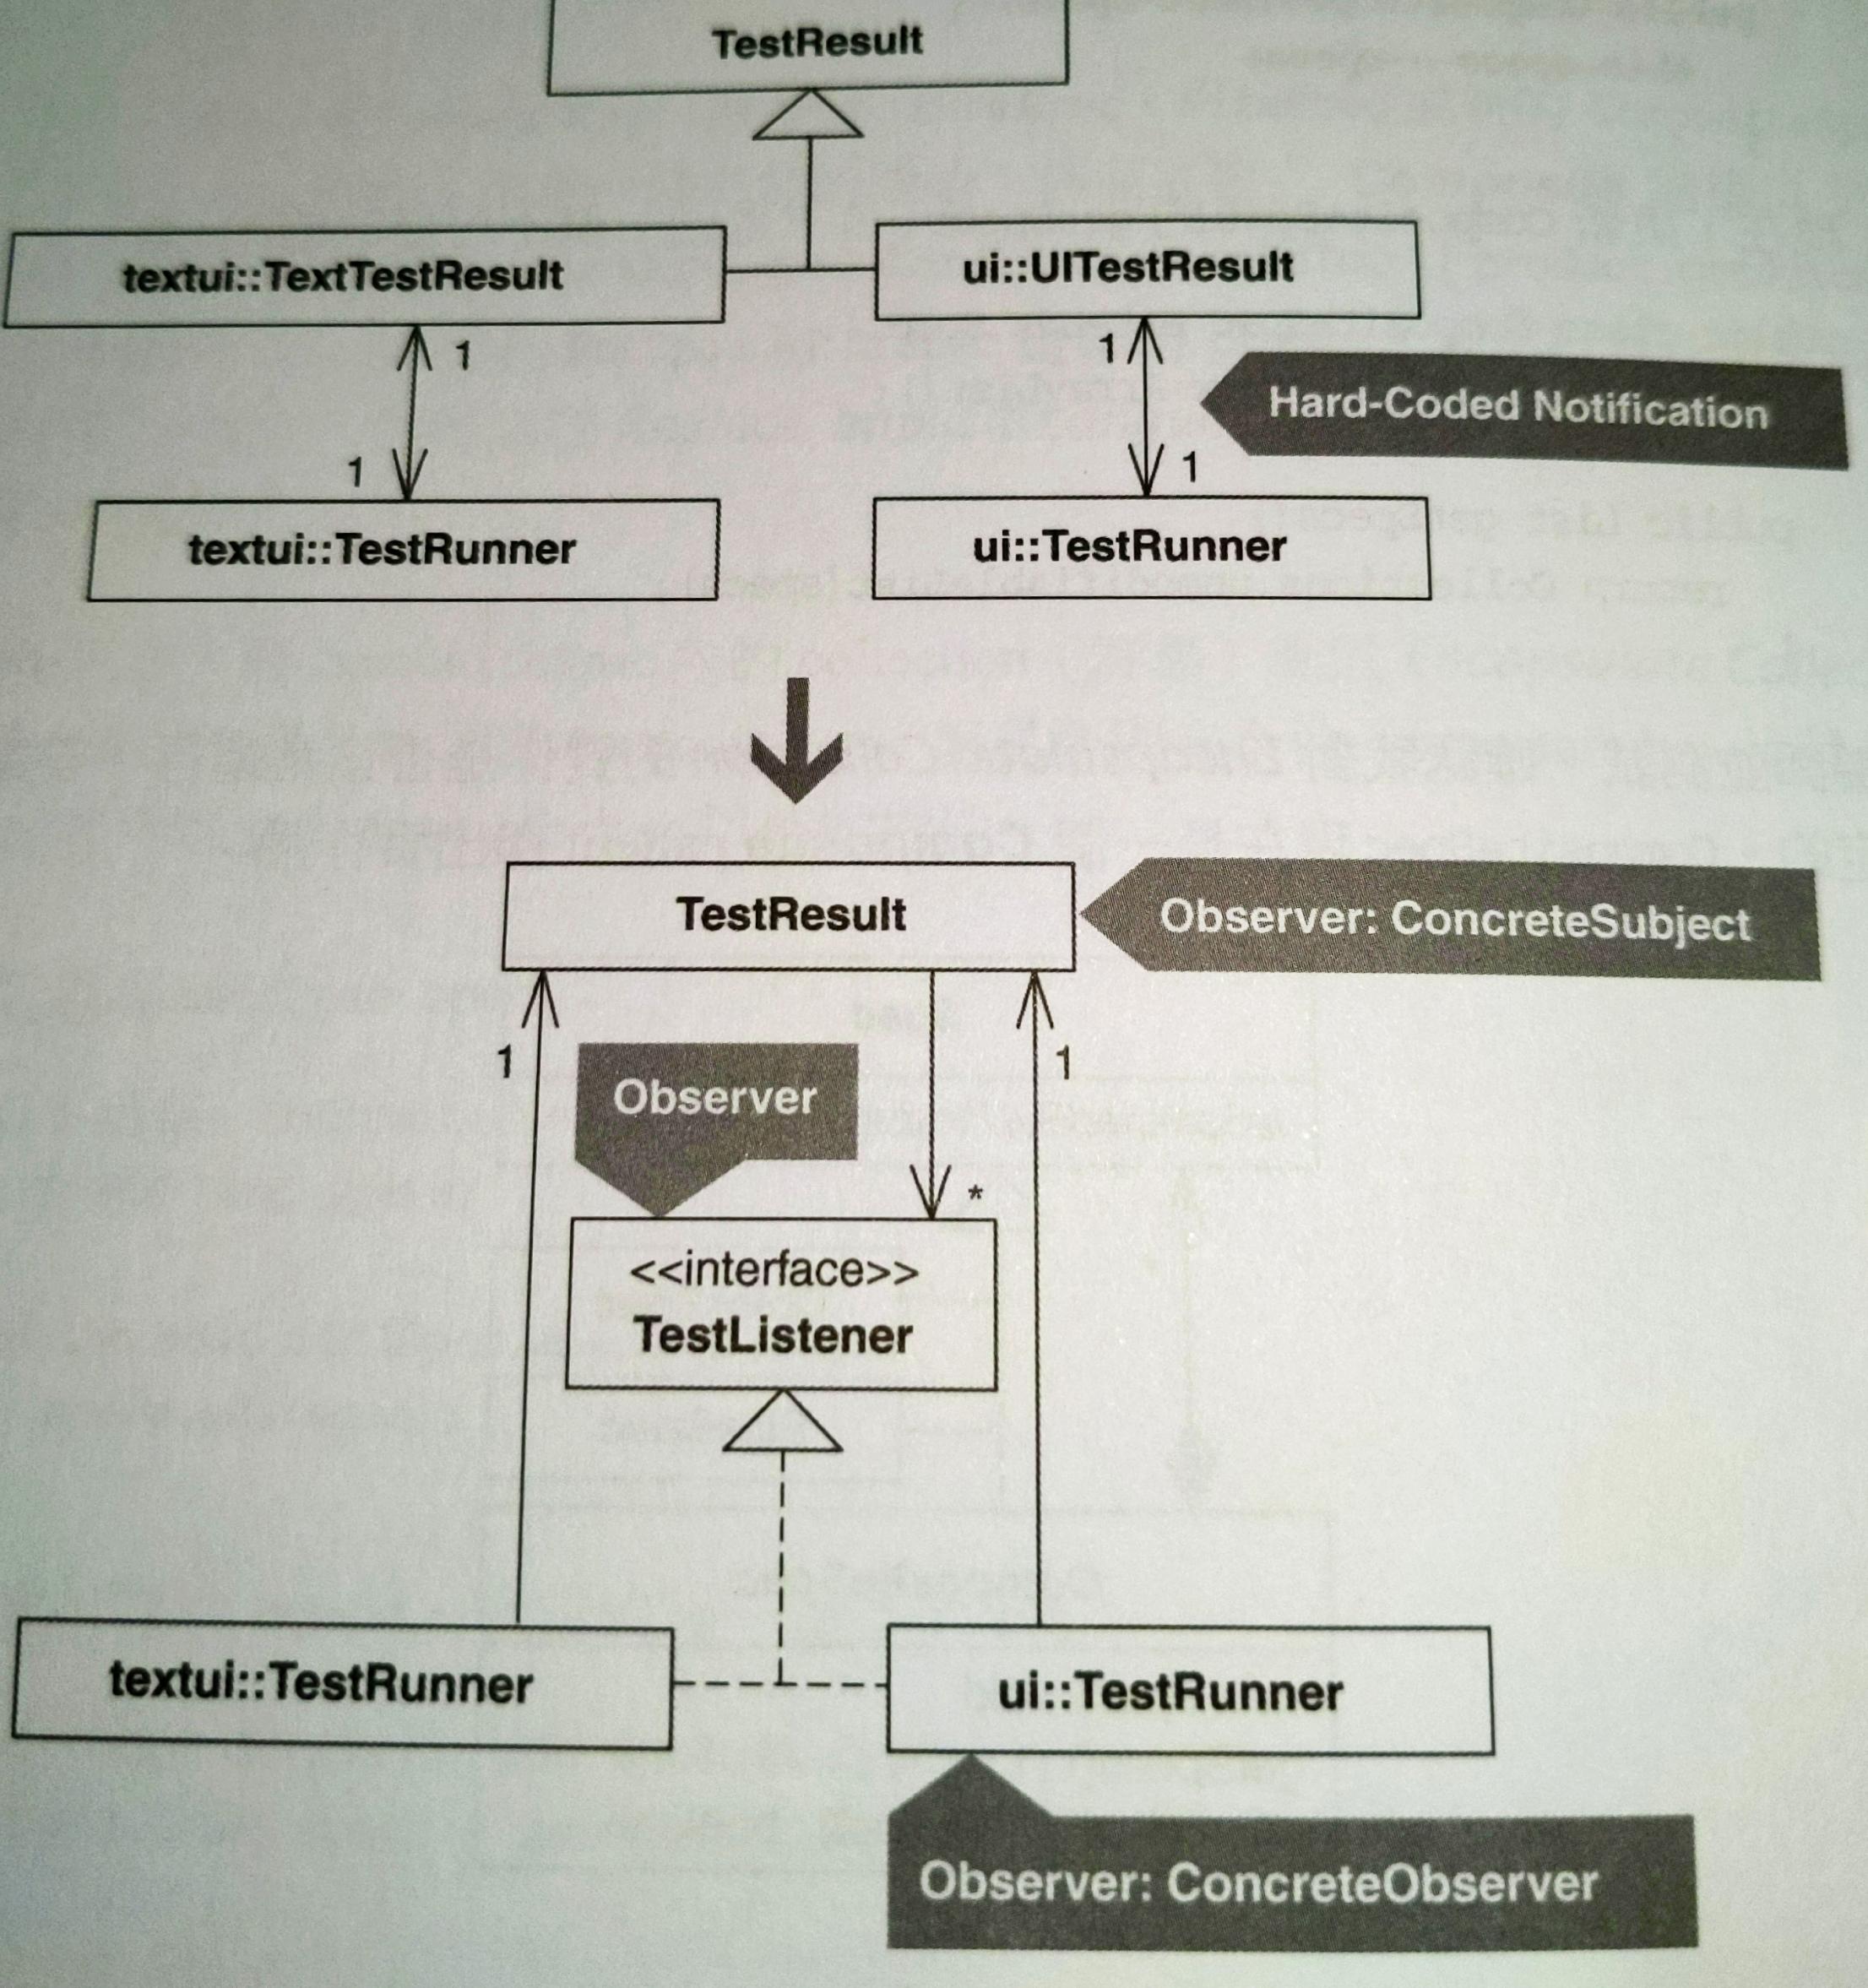 TestResult
textui::TextTestResult
ui::UITestResult
1
1
Hard-Coded Notification
1
1
textui::TestRunner
ui::TestRunner
TestResult
Observer: ConcreteSubject
1
Observer
1
*
<<interface>>
TestListener
textui::TestRunner
ui::TestRunner
Observer: ConcreteObserver